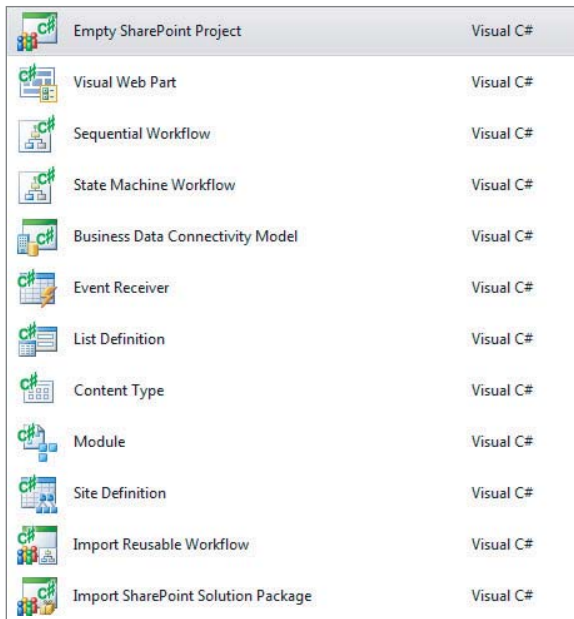 Empty SharePoint Project Visual C#
Visual Web Part Visual C#
Sequential Workflow Visual C#
State Machine Workflow Visual C#
Business Data Connectivity Model Visual C#
Event Receiver Visual C#
List Definition Visual C#
Content Type Visual C#
Module Visual C#
Site Definition Visual C#
Import Reusable Workflow Visual C#
Import SharePoint Solution Package Visual C#